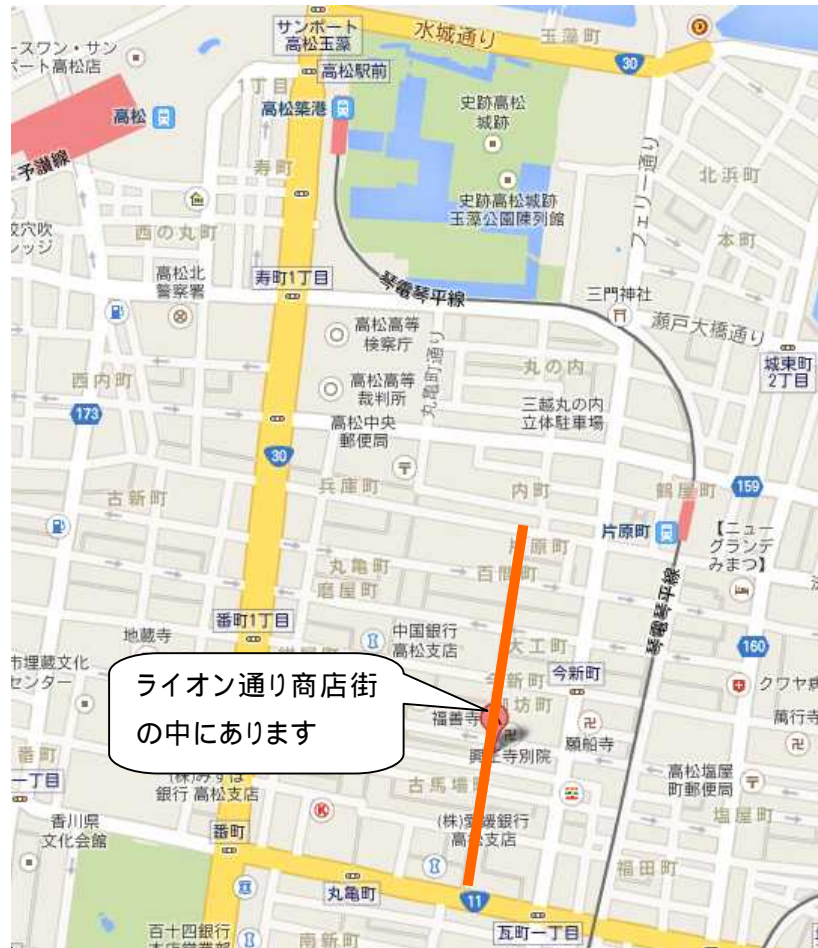 サンポート
高松玉藻
水城通り
玉藻町
ースワン・サン
ポート高松店
30
高松駅前
1丁目
高松築港
高松
史跡高松
城跡
予讃線
寿町
フェリー通り
北浜町
史跡高松城跡
玉藻公園陳列館
西の丸町
本町
高松北
警察署
寿町1丁目
琴電琴平線
三門神社
瀬戸大橋通り
高松高等
検察庁
丸亀町通り
丸の内
城東町
2丁目
西内町
高松高等
裁判所
173
三越丸の内
立体駐車場
高松中央
郵便局
30
兵庫町
内町
鶴屋町
159
古新町
片原町
片原町
【ニュー
グランデ
みまつ】
丸亀町
百間町
磨屋町
琴電琴平線
番町1丁目
中国銀行
高松支店
地蔵寺
大工町
160
市埋蔵文化
センター
今新町
今新町
ライオン通り商店街
の中にあります
クワヤ病
御坊町
福善寺
願船寺
萬行寺
興正寺別院
番町
一丁目
(株)みずほ
銀行 高松支店
古馬場町
高松塩屋
町郵便局
塩屋町
香川県
文化会館
番町
(株)愛媛銀行
高松支店
福田町
丸亀町
11
瓦町一丁目
百十四銀行
南新町